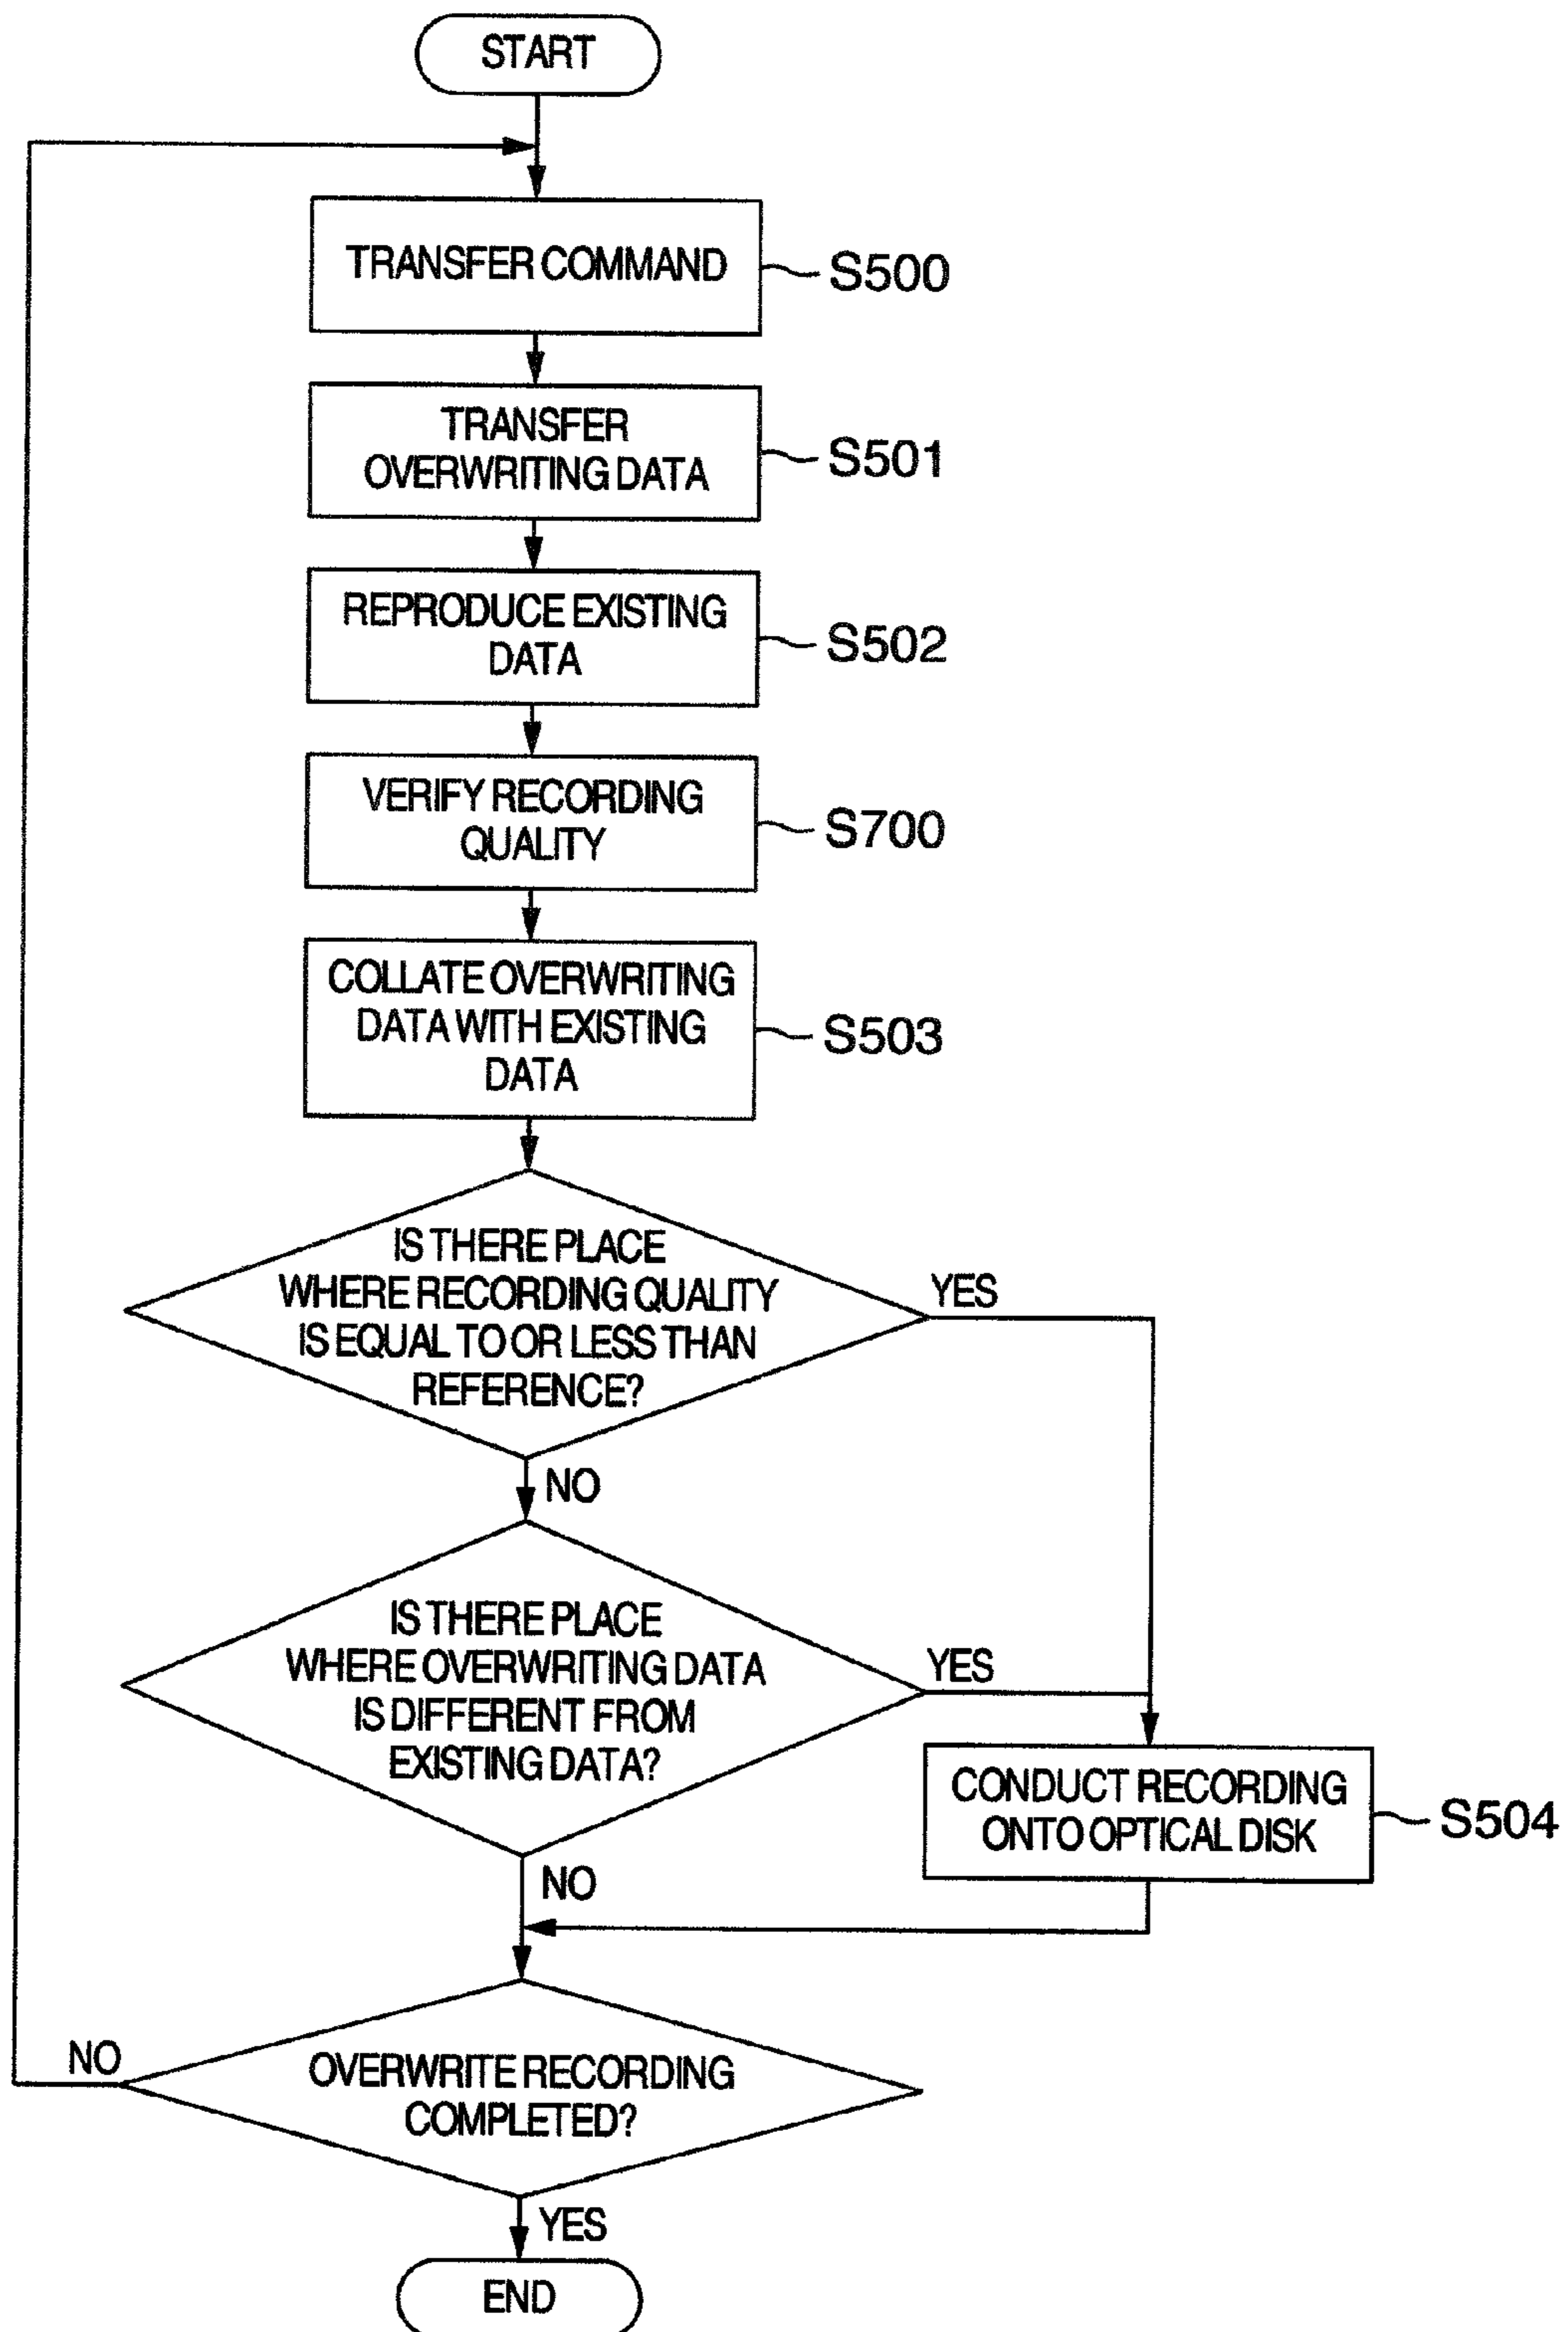 START
TRANSFER COMMAND
S500
TRANSFER
OVERWRITING DATA
S501
REPRODUCE EXISTING
DATA
S502
VERIFY RECORDING
QUALITY
S700
COLLATE OVERWRITING
DATA WITH EXISTING
DATA
S503
IS THERE PLACE
WHERE RECORDING QUALITY
IS EQUAL TO OR LESS THAN
REFERENCE?
YES
NO
IS THERE PLACE
WHERE OVERWRITING DATA
IS DIFFERENT FROM
EXISTING DATA?
YES
CONDUCT RECORDING
ONTO OPTICAL DISK
S504
NO
NO
OVERWRITE RECORDING
COMPLETED?
YES
END